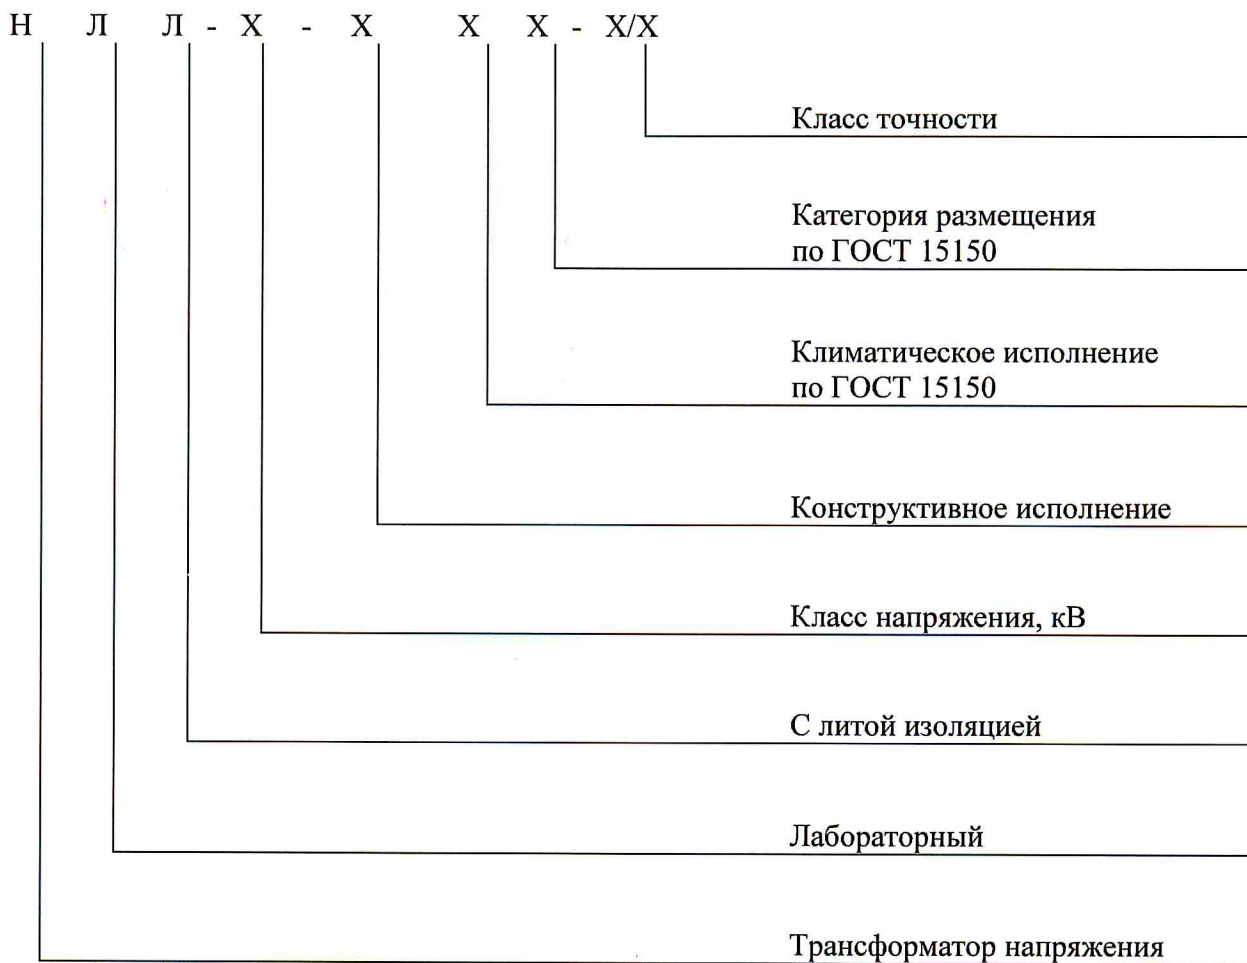 Н Л Л - Х - Х Х Х - Х/Х
Класс точности
Категория размещения
по ГОСТ 15150
Климатическое исполнение
по ГОСТ 15150
Конструктивное исполнение
Класс напряжения, кВ
С литой изоляцией
Лабораторный
Трансформатор напряжения